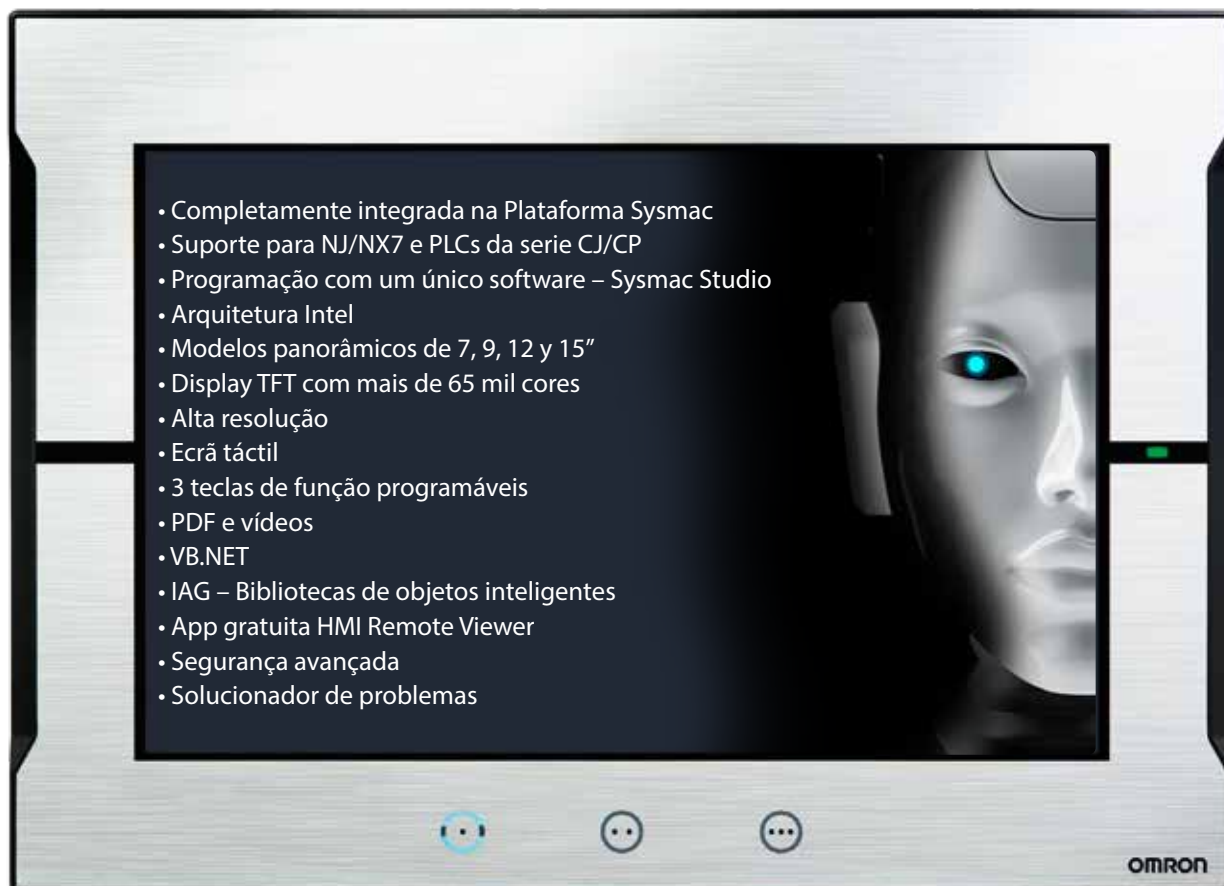 • Completamente integrada na Plataforma Sysmac
• Suporte para NJ/NX7 e PLCs da serie CJ/CP
• Programação com um único software – Sysmac Studio
• Arquitetura Intel
• Modelos panorâmicos de 7, 9, 12 y 15”
• Display TFT com mais de 65 mil cores
• Alta resolução
• Ecrã táctil
• 3 teclas de função programáveis
• PDF e vídeos
• VB.NET
• IAG – Bibliotecas de objetos inteligentes
• App gratuita HMI Remote Viewer
• Segurança avançada
• Solucionador de problemas
OMRON